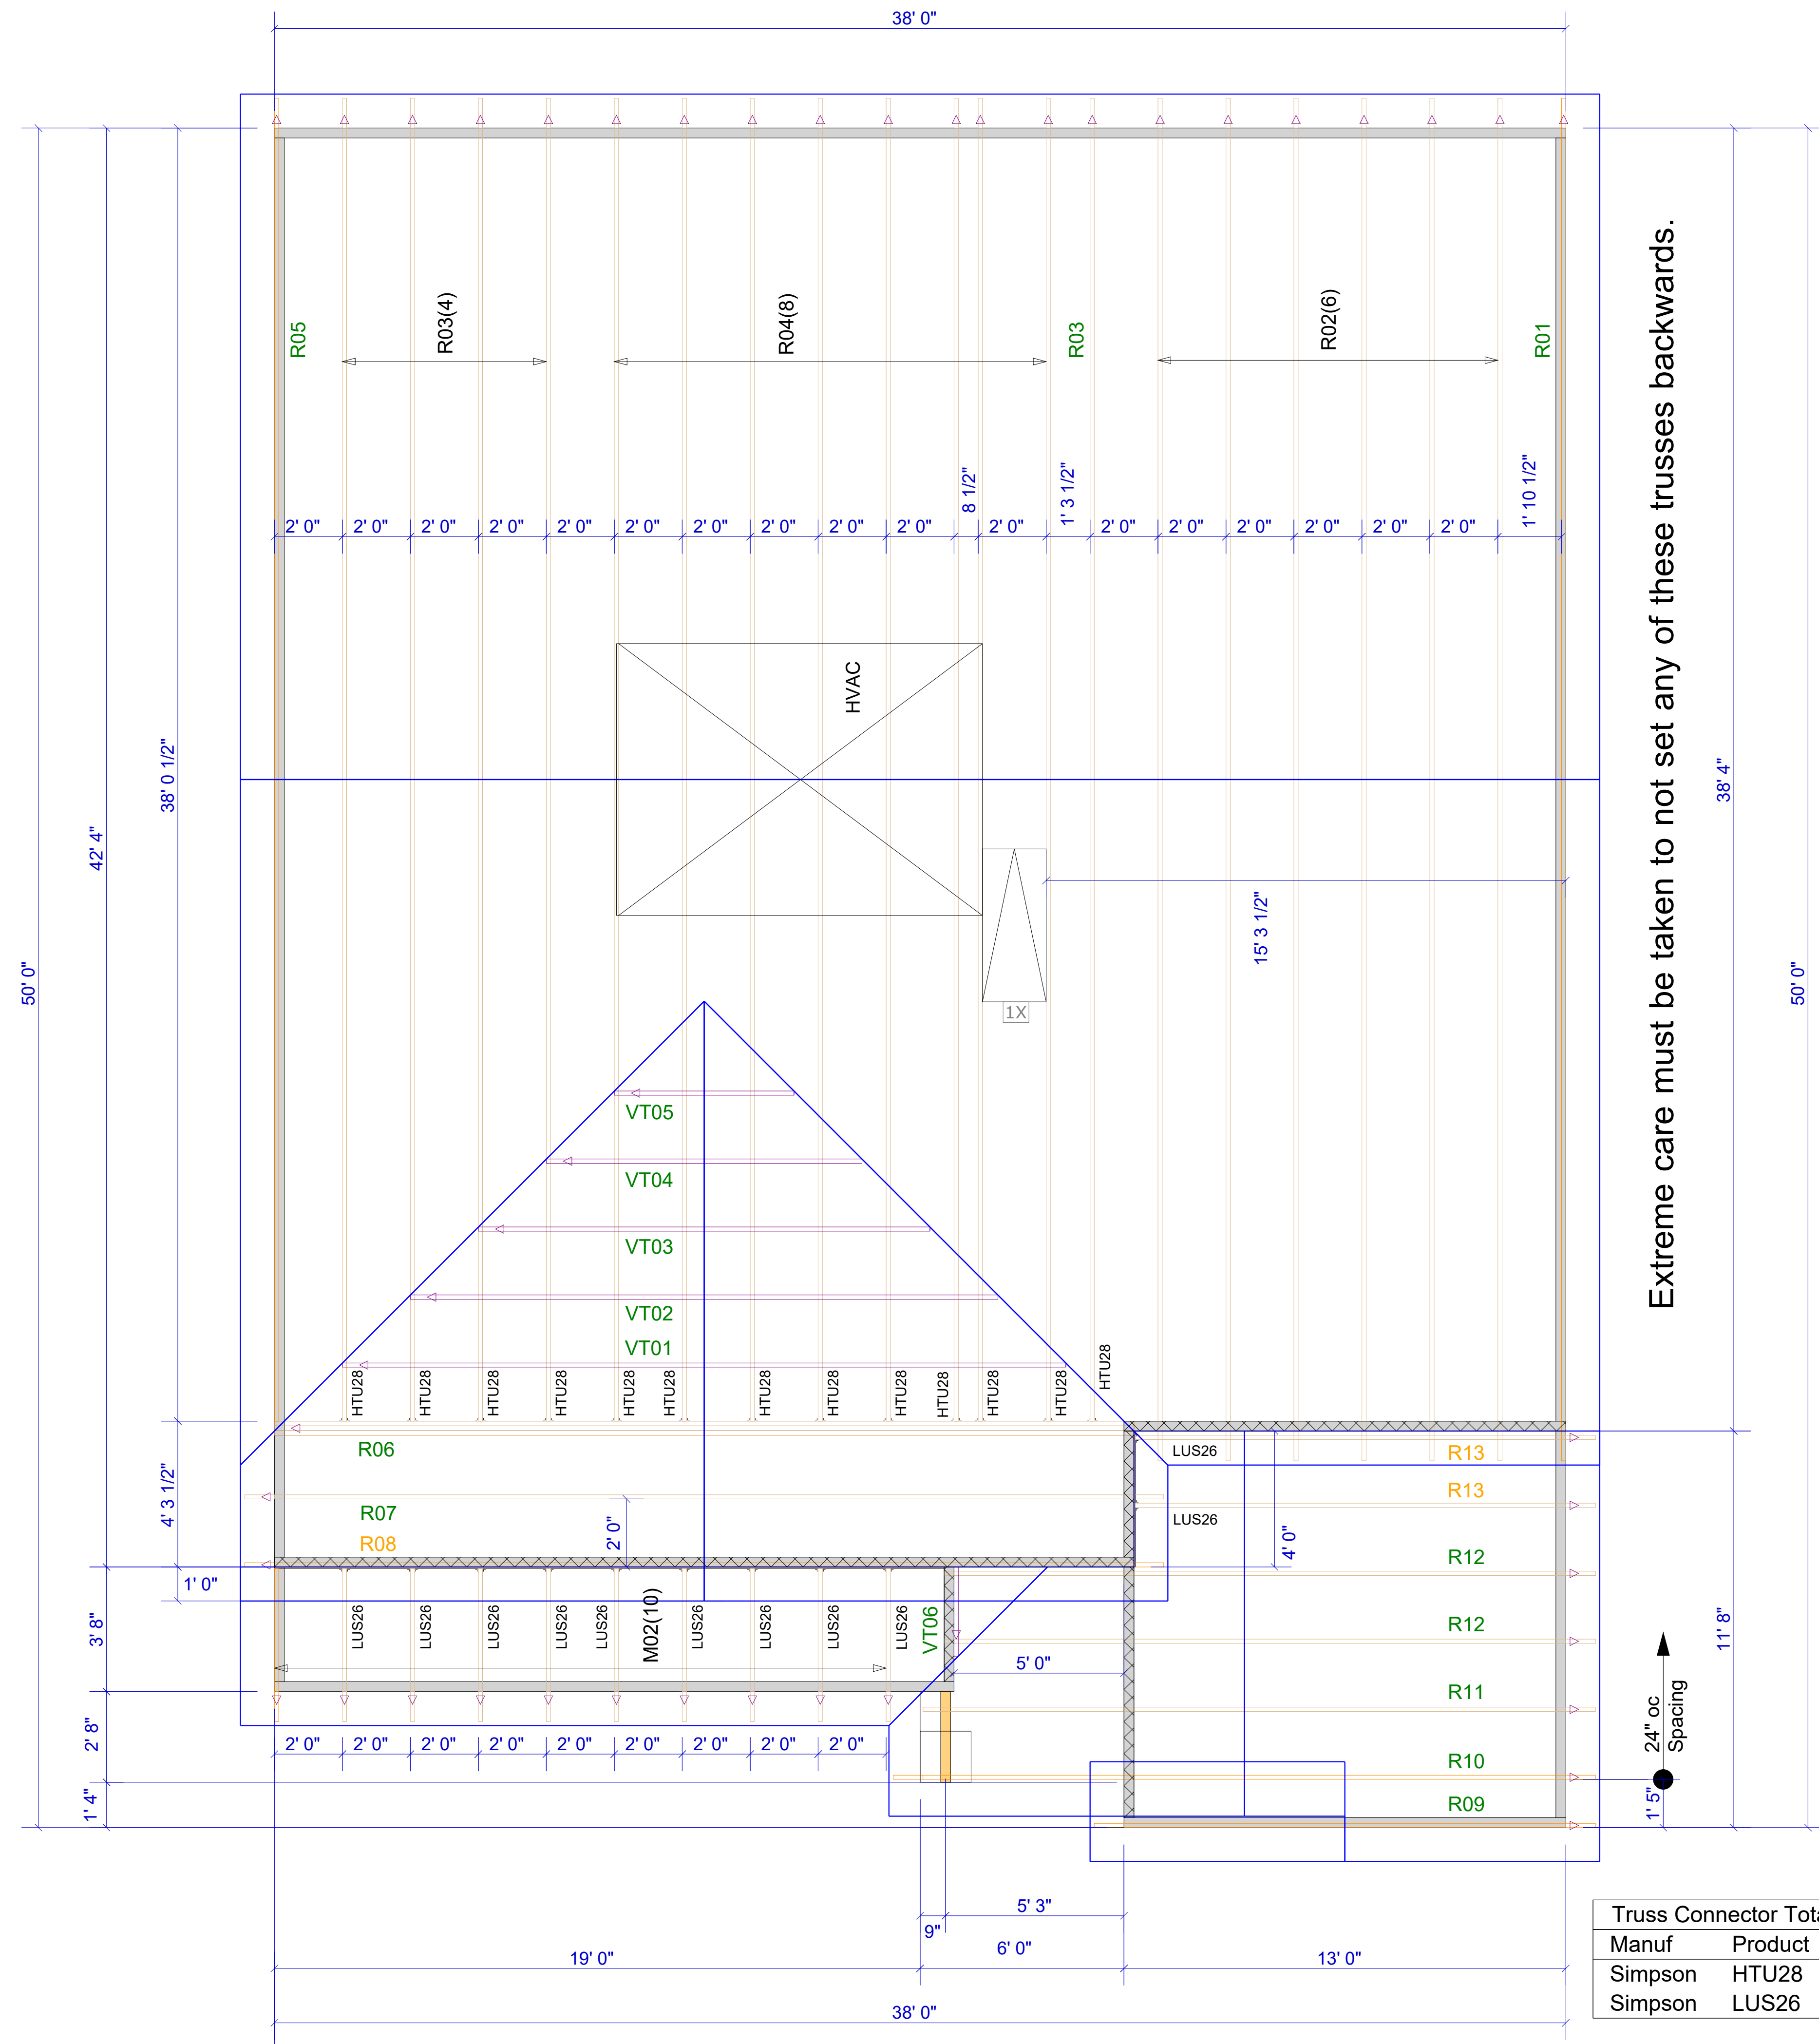 38' 0"
R05
R03(4)
R04(8)
R03
R02(6)
R01
2' 0"
2' 0"
2' 0"
2' 0"
2' 0"
2' 0"
2' 0"
2' 0"
2' 0"
2' 0"
8 1/2"
2' 0"
1' 3 1/2"
2' 0"
2' 0"
2' 0"
2' 0"
2' 0"
2' 0"
1' 10 1/2"
Extreme care must be taken to not set any of these trusses backwards.
HVAC
38' 0 1/2"
42' 4"
50' 0"
38' 4"
50' 0"
15' 3 1/2"
1X
VT05
VT04
VT03
VT02
VT01
HTU28
HTU28
HTU28
HTU28
HTU28
HTU28
HTU28
HTU28
HTU28
HTU28
HTU28
HTU28
HTU28
R06
LUS26
R13
R13
4' 3 1/2"
R07
2' 0"
LUS26
R08
4' 0"
R12
1' 0"
3' 8"
LUS26
LUS26
LUS26
LUS26
LUS26
M02(10)
LUS26
LUS26
LUS26
LUS26
VT06
R12
11' 8"
5' 0"
R11
24" oc
Spacing
2' 8"
2' 0"
2' 0"
2' 0"
2' 0"
2' 0"
2' 0"
2' 0"
2' 0"
2' 0"
R10
1' 4"
R09
1' 5"
5' 3"
9"
6' 0"
19' 0"
13' 0"
38' 0"
Truss Connector Tota
Manuf Product
Simpson HTU28
Simpson LUS26